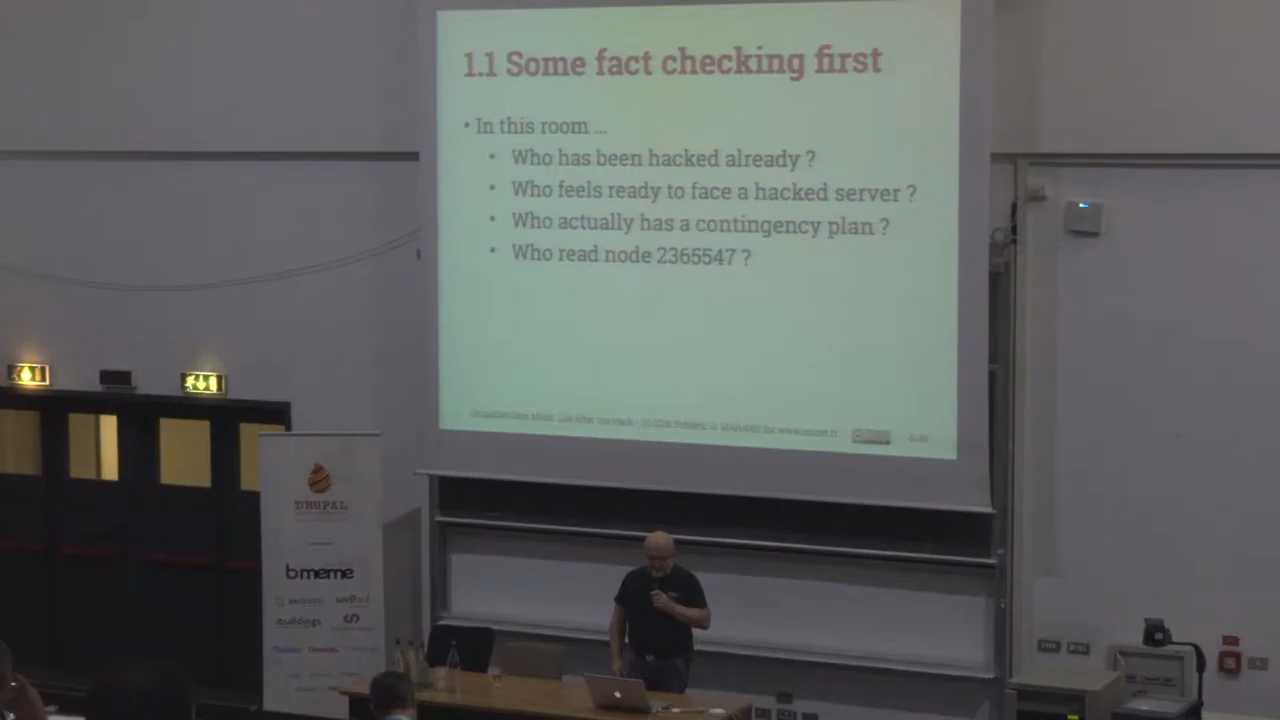 1.1 Some fact checking first
• In this room ...
• Who has been hacked already ?
• Who feels ready to face a hacked server ?
• Who actually has a contingency plan ?
• Who read node 2365547 ?
DRUPAL
bmeme
ibuildings